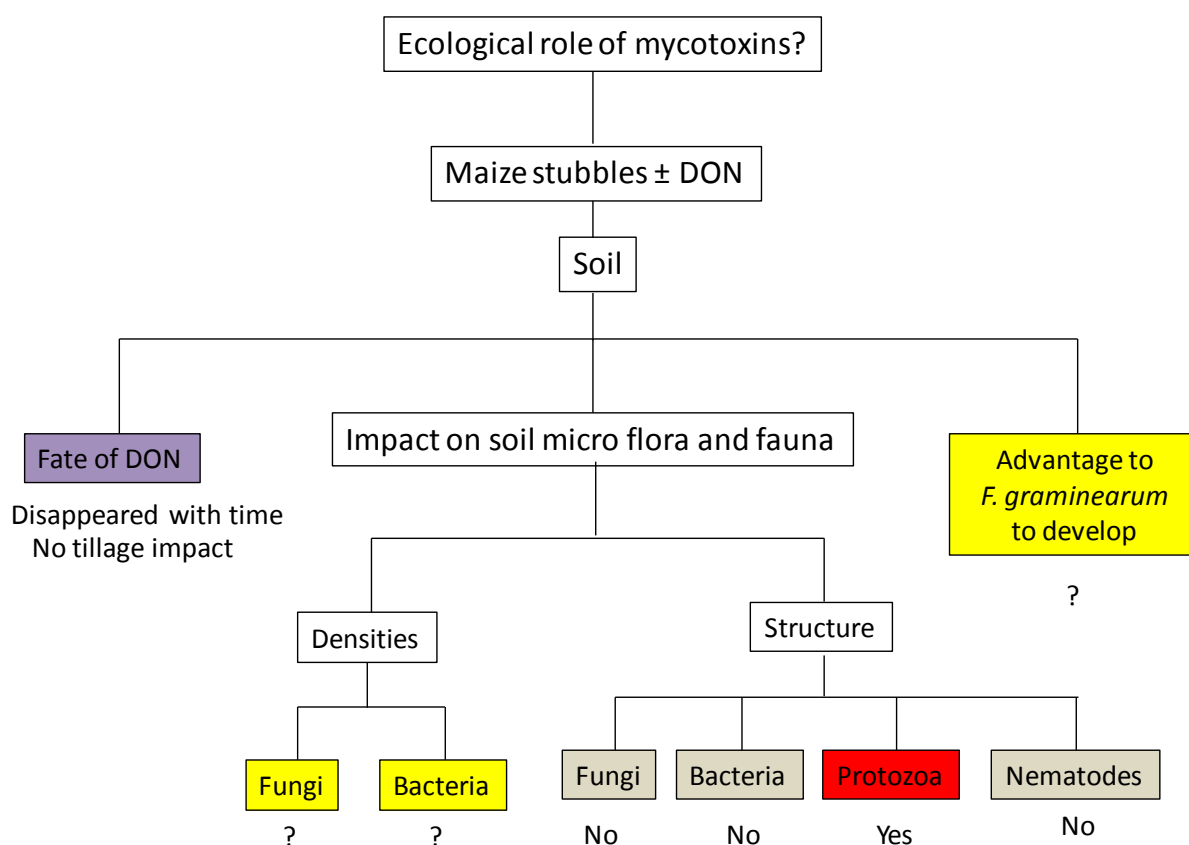 Ecological role of mycotoxins?
Maize stubbles ± DON
Soil
Fate of DON
Disappeared with time
No tillage impact
Impact on soil micro flora and fauna
Advantage to
F. graminearum
to develop
?
Densities
Structure
Fungi
Bacteria
?
?
Fungi
Bacteria
Protozoa
Nematodes
No
No
Yes
No